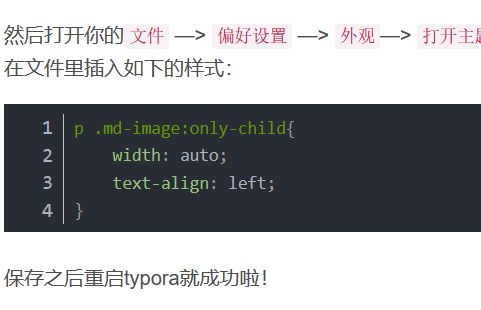 然后打开你的 文件 —> 偏好设置 —> 外观 —> 打开主
在文件里插入如下的样式：
1 p .md-image:only-child{
2     width: auto;
3     text-align: left;
4 }
保存之后重启typora就成功啦！